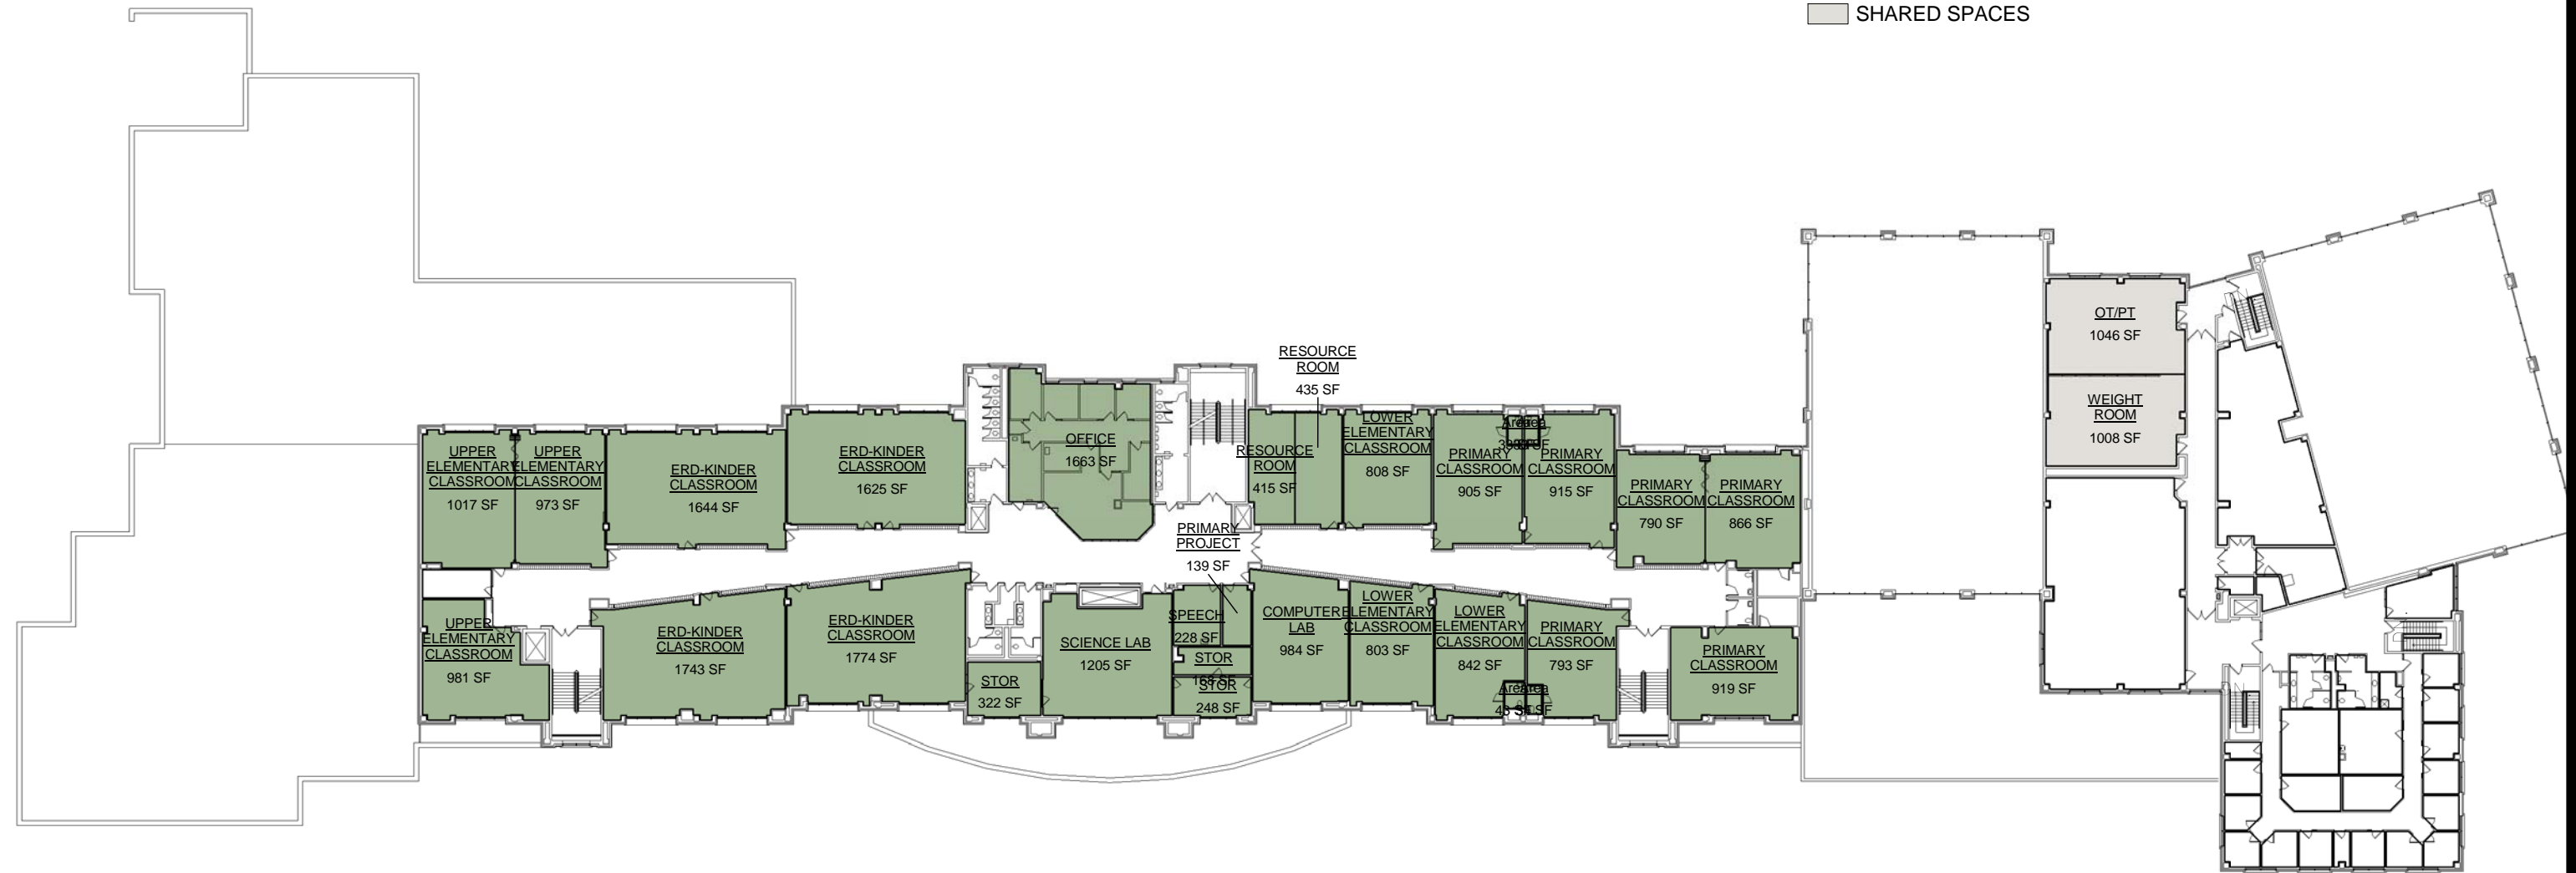 SHARED SPACES
OT/PT
1046 SF
WEIGHT
ROOM
1008 SF
RESOURCE
ROOM
435 SF
UPPER
ELEMENTARY
CLASSROOM
1017 SF
UPPER
ELEMENTARY
CLASSROOM
973 SF
ERD-KINDER
CLASSROOM
1644 SF
ERD-KINDER
CLASSROOM
1625 SF
OFFICE
1663 SF
RESOURCE
ROOM
415 SF
LOWER
ELEMENTARY
CLASSROOM
808 SF
PRIMARY
CLASSROOM
905 SF
Area
Area
PRIMARY
CLASSROOM
915 SF
PRIMARY
CLASSROOM
790 SF
PRIMARY
CLASSROOM
866 SF
PRIMARY
PROJECT
139 SF
UPPER
ELEMENTARY
CLASSROOM
981 SF
ERD-KINDER
CLASSROOM
1743 SF
ERD-KINDER
CLASSROOM
1774 SF
STOR
322 SF
SCIENCE LAB
1205 SF
SPEECH
228 SF
STOR
168 SF
STOR
248 SF
COMPUTER
LAB
984 SF
LOWER
ELEMENTARY
CLASSROOM
803 SF
LOWER
ELEMENTARY
CLASSROOM
842 SF
PRIMARY
CLASSROOM
793 SF
Area
Area
PRIMARY
CLASSROOM
919 SF